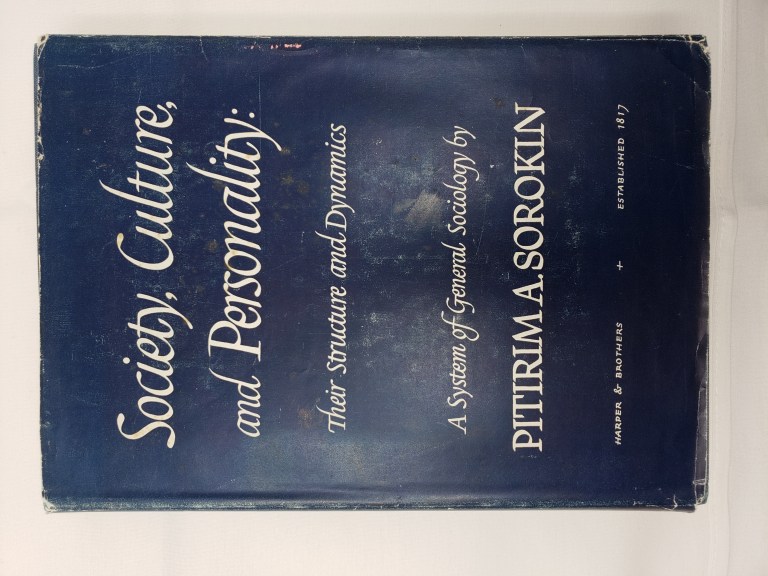 Society, Culture,
and Personality:
Their Structure and Dynamics
A System of General Sociology by
PITIRIM A. SOROKIN
HARPER & BROTHERS + ESTABLISHED 1817